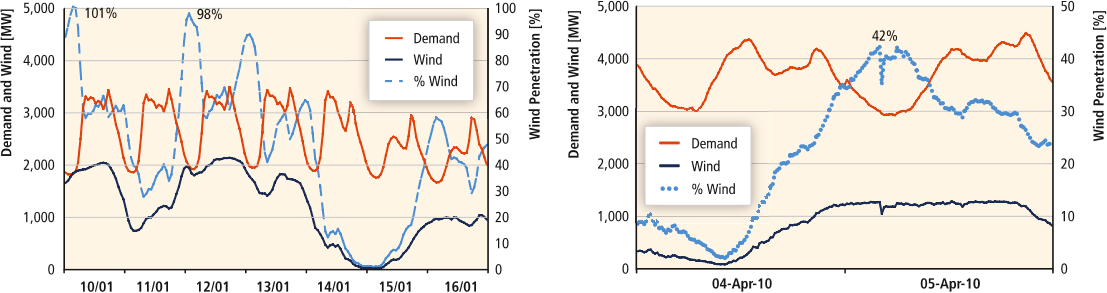 Demand and Wind [MW]
5,000
4,000
3,000
2,000
1,000
0
101%
98%
Demand
Wind
% Wind
100
90
80
70
60
50
40
30
20
10
0
Wind Penetration [%]
10/01 11/01 12/01 13/01 14/01 15/01 16/01
Demand and Wind [MW]
5,000
4,000
3,000
2,000
1,000
0
42%
Demand
Wind
% Wind
50
40
30
20
10
0
Wind Penetration [%]
04-Apr-10 05-Apr-10